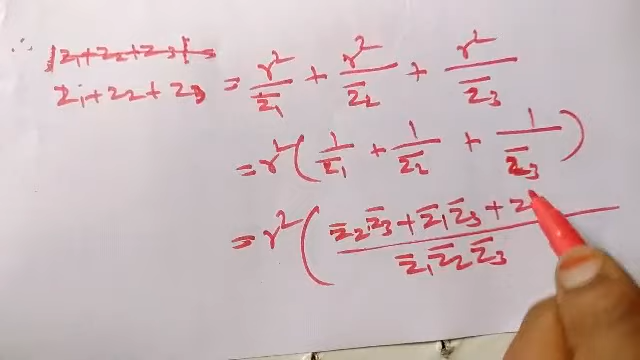 ∴ |z₁+z₂+z₃|=
z₁+z₂+z₃ = r²/z̄₁ + r²/z̄₂ + r²/z̄₃
= r²(1/z̄₁ + 1/z̄₂ + 1/z̄₃)
= r²( (z̄₂z̄₃ + z̄₁z̄₃ + z)/(z̄₁z̄₂z̄₃)